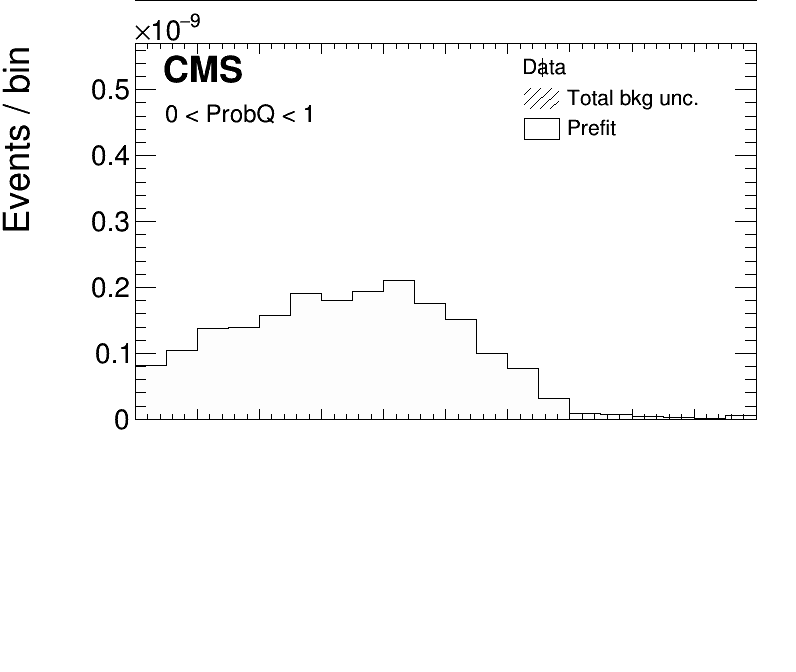 ×10⁻⁹
Events / bin
CMS
0 < ProbQ < 1
Data
Total bkg unc.
Prefit
0.5
0.4
0.3
0.2
0.1
0